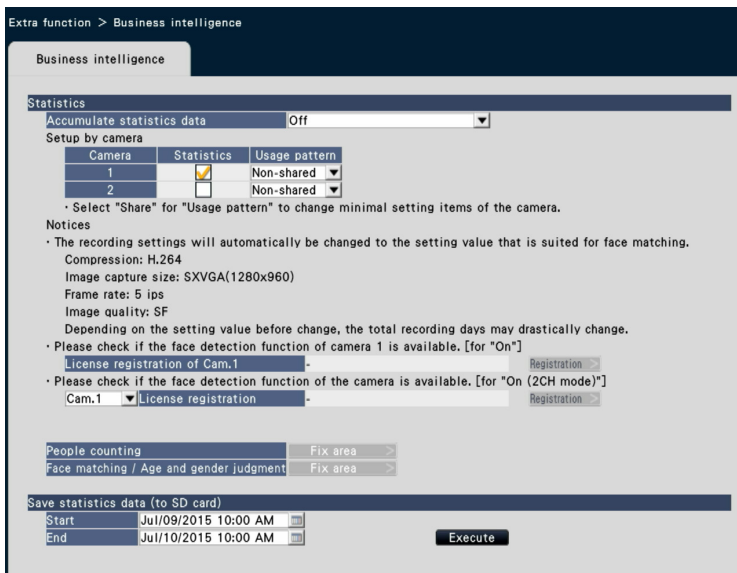 Extra function > Business intelligence
Business intelligence
Statistics
Accumulate statistics data Off
Setup by camera
Camera Statistics Usage pattern
1 Non-shared
2 Non-shared
・Select "Share" for "Usage pattern" to change minimal setting items of the camera.
Notices
・The recording settings will automatically be changed to the setting value that is suited for face matching.
Compression: H.264
Image capture size: SXVGA(1280x960)
Frame rate: 5 ips
Image quality: SF
Depending on the setting value before change, the total recording days may drastically change.
・Please check if the face detection function of camera 1 is available. [for "On"]
License registration of Cam.1 - Registration >
・Please check if the face detection function of the camera is available. [for "On (2CH mode)"]
Cam.1 License registration - Registration >
People counting Fix area >
Face matching / Age and gender judgment Fix area >
Save statistics data (to SD card)
Start Jul/09/2015 10:00 AM
End Jul/10/2015 10:00 AM Execute